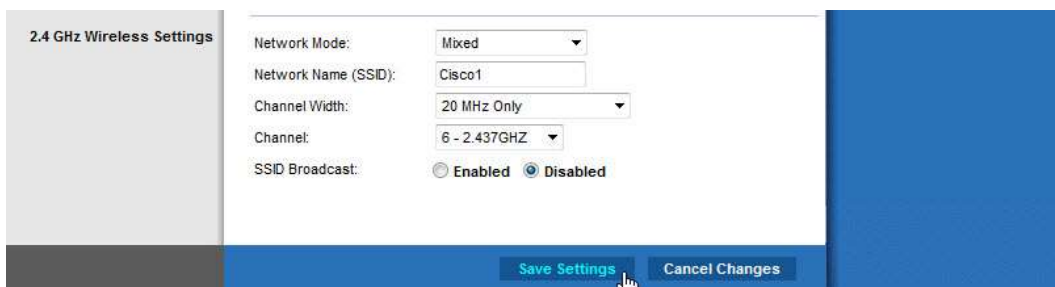 2.4 GHz Wireless Settings
Network Mode: Mixed
Network Name (SSID): Cisco1
Channel Width: 20 MHz Only
Channel: 6 - 2.437GHZ
SSID Broadcast: Enabled Disabled
Save Settings Cancel Changes